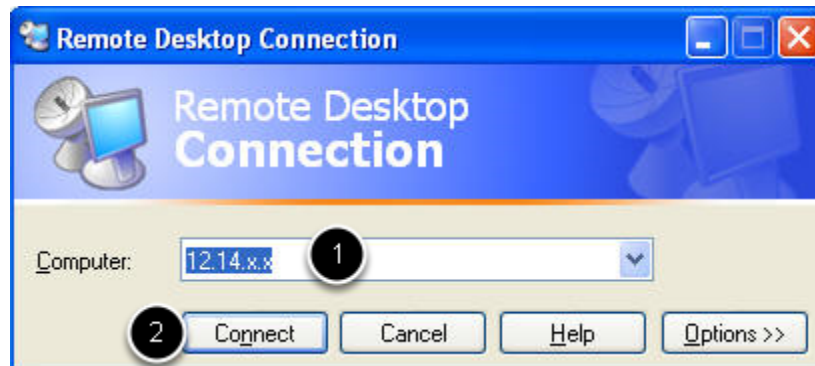 Remote Desktop Connection
Remote Desktop
Connection
Computer: 12.14.x.x 1
2 Connect Cancel Help Options >>